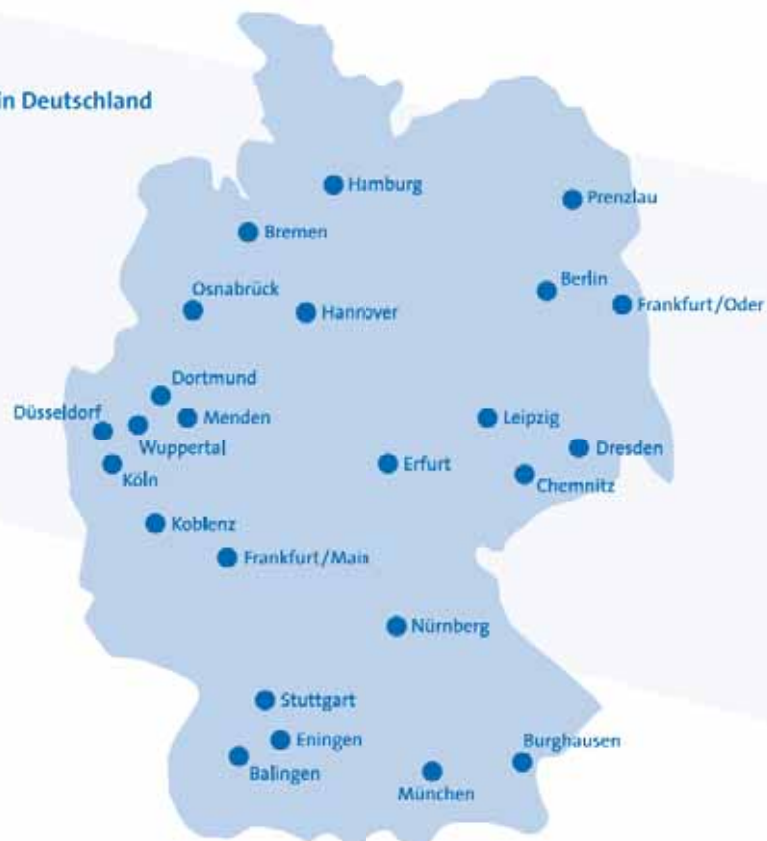 in Deutschland
Hamburg
Prenzlau
Bremen
Berlin
Osnabrück
Frankfurt/Oder
Hannover
Dortmund
Düsseldorf
Menden
Leipzig
Wuppertal
Dresden
Erfurt
Köln
Chemnitz
Koblenz
Frankfurt/Main
Nürnberg
Stuttgart
Eningen
Burghausen
Balingen
München